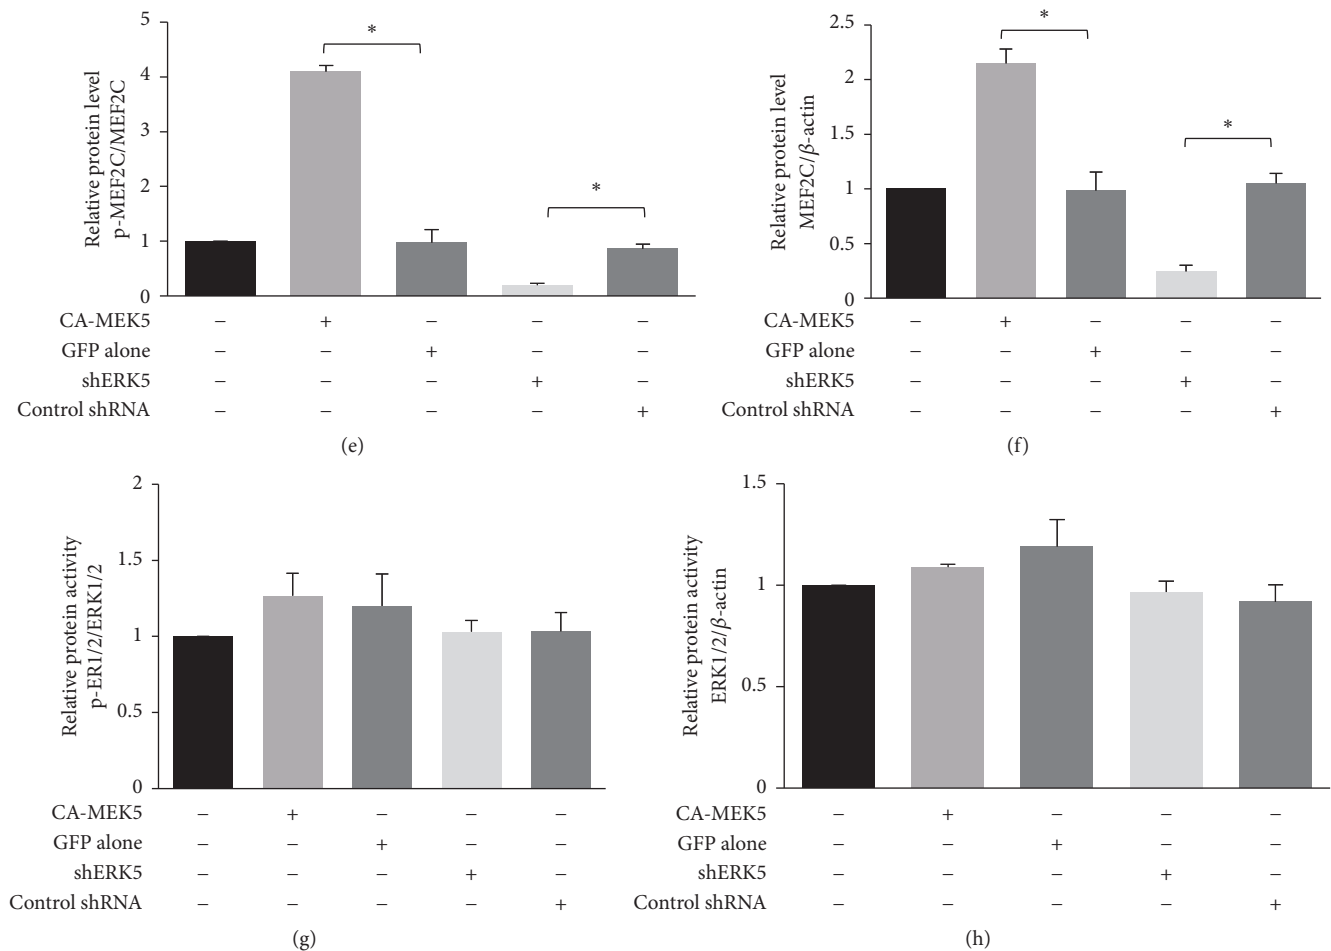 5
4
3
2
1
0
Relative protein level
p-MEF2C/MEF2C
*
*
CA-MEK5 − + − − −
GFP alone − − + − −
shERK5 − − − + −
Control shRNA − − − − +
(e)
2.5
2
1.5
1
0.5
0
Relative protein level
MEF2C/β-actin
*
*
CA-MEK5 − + − − −
GFP alone − − + − −
shERK5 − − − + −
Control shRNA − − − − +
(f)
2
1.5
1
0.5
0
Relative protein activity
p-ER1/2/ERK1/2
CA-MEK5 − + − − −
GFP alone − − + − −
shERK5 − − − + −
Control shRNA − − − − +
(g)
1.5
1
0.5
0
Relative protein activity
ERK1/2/β-actin
CA-MEK5 − + − − −
GFP alone − − + − −
shERK5 − − − + −
Control shRNA − − − − +
(h)